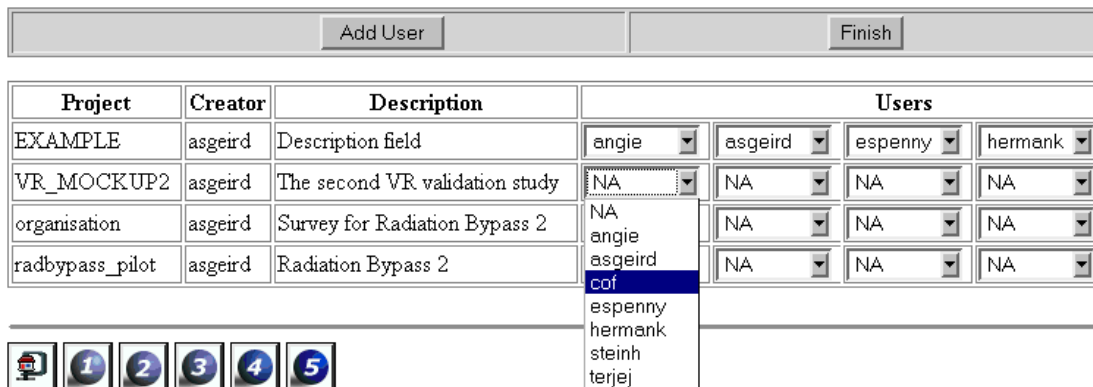 Add User Finish
Project Creator Description Users
EXAMPLE asgeird Description field angie asgeird espenny hermank
VR_MOCKUP2 asgeird The second VR validation study NA NA NA NA
organisation asgeird Survey for Radiation Bypass 2 NA NA NA
radbypass_pilot asgeird Radiation Bypass 2 NA NA NA
NA
angie
asgeird
cof
espenny
hermank
steinh
terjej
1 2 3 4 5